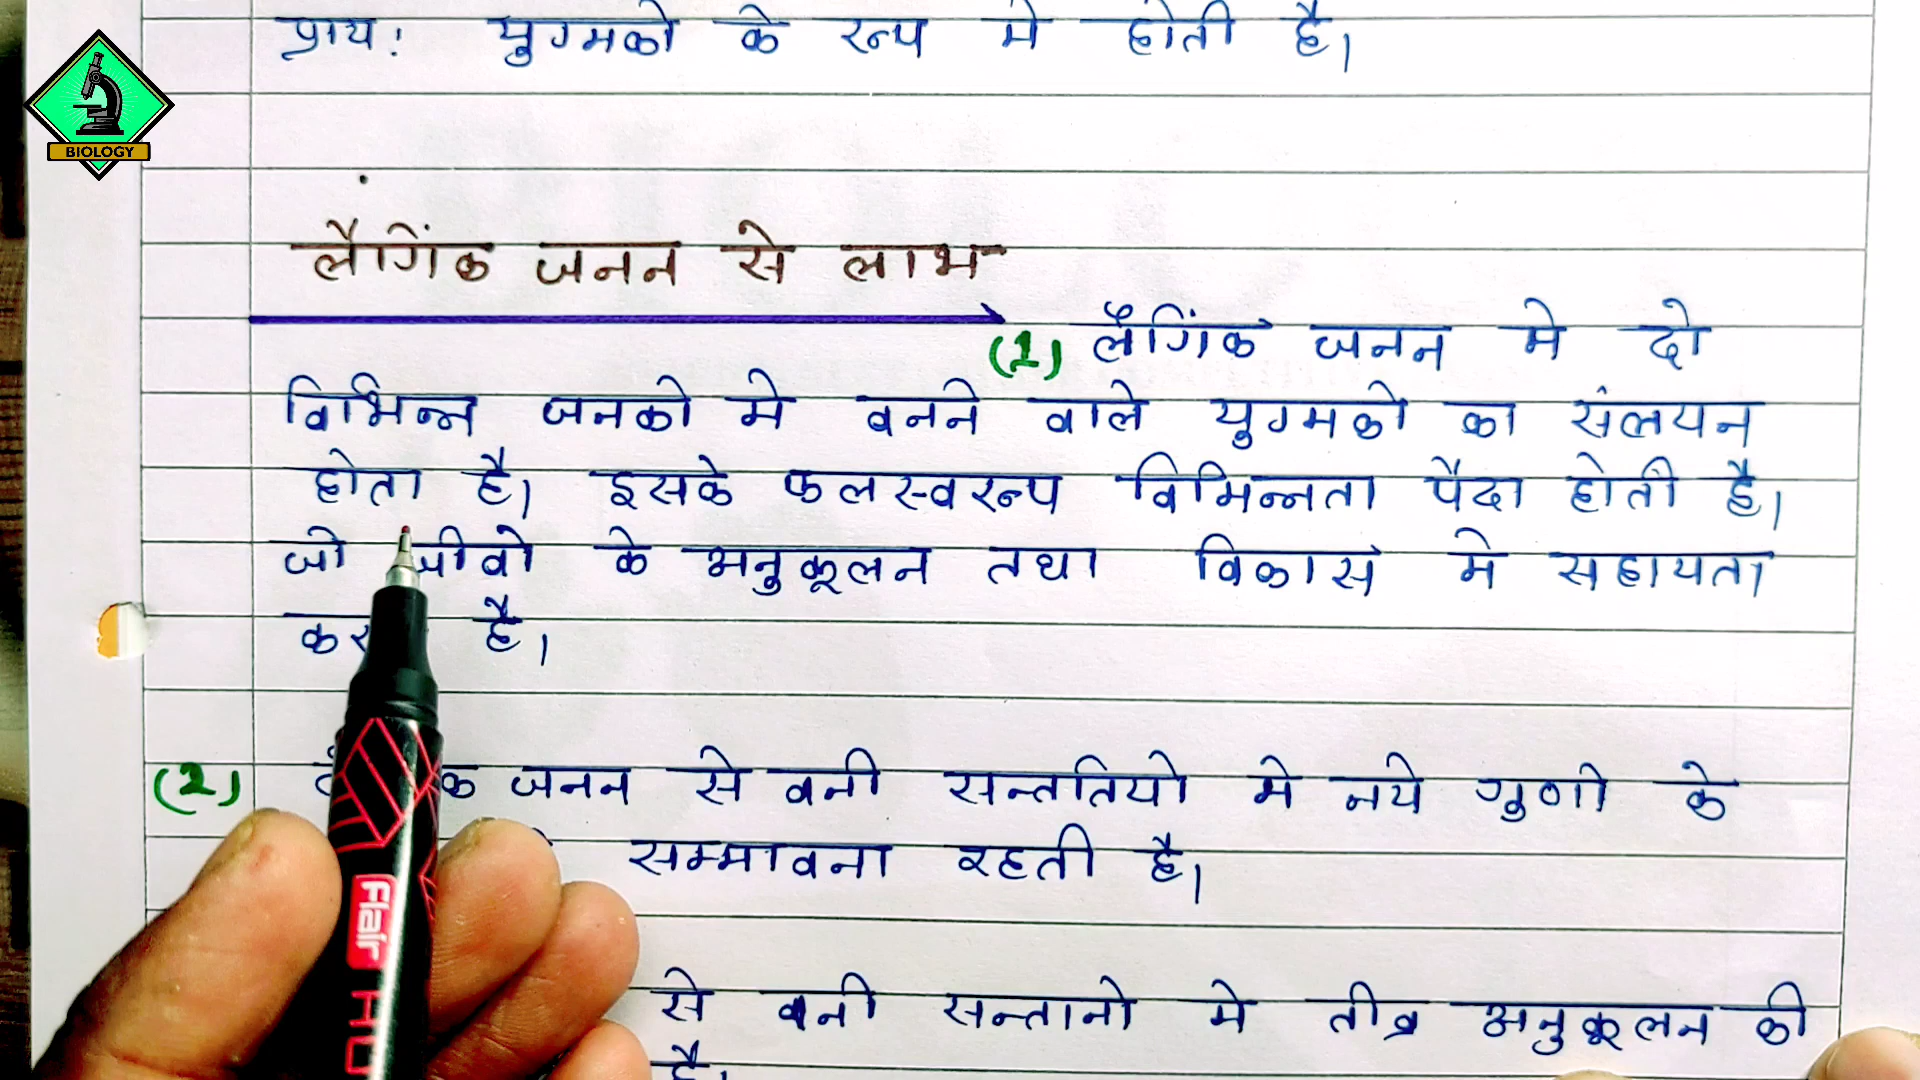 BIOLOGY
प्राय: युग्मको के रूप मे होती है।
लैगिंक जनन से लाभ
(1) लैगिंक जनन मे दो
विभिन्न जनको मे बनने वाले युग्मको का संलयन
होता है। इसके फलस्वरूप विभिन्नता पैदा होती है।
जो जीवो के अनुकूलन तथा विकास मे सहायता
है।
(2) जनन से बनी सन्ततियो मे नये गुणो के
सम्भावना रहती है।
से बनी सन्तानो मे तीव्र अनुकूलन की
है।
Flair